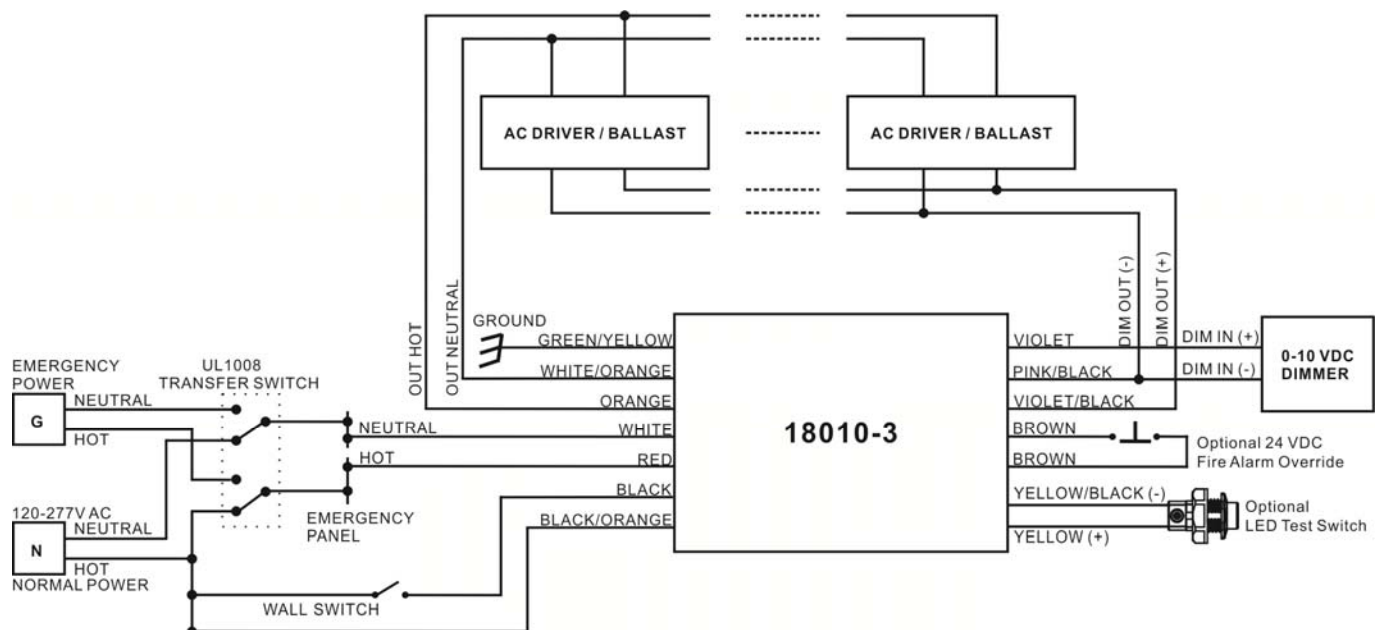 AC DRIVER / BALLAST
AC DRIVER / BALLAST
OUT HOT
OUT NEUTRAL
DIM OUT (-)
DIM OUT (+)
GROUND
GREEN/YELLOW
WHITE/ORANGE
ORANGE
WHITE
RED
BLACK
BLACK/ORANGE
18010-3
VIOLET
PINK/BLACK
VIOLET/BLACK
BROWN
BROWN
YELLOW/BLACK (-)
YELLOW (+)
DIM IN (+)
DIM IN (-)
0-10 VDC
DIMMER
Optional 24 VDC
Fire Alarm Override
Optional
LED Test Switch
EMERGENCY
POWER
G
NEUTRAL
HOT
UL1008
TRANSFER SWITCH
NEUTRAL
HOT
EMERGENCY
PANEL
120-277V AC
N
NEUTRAL
HOT
NORMAL POWER
WALL SWITCH